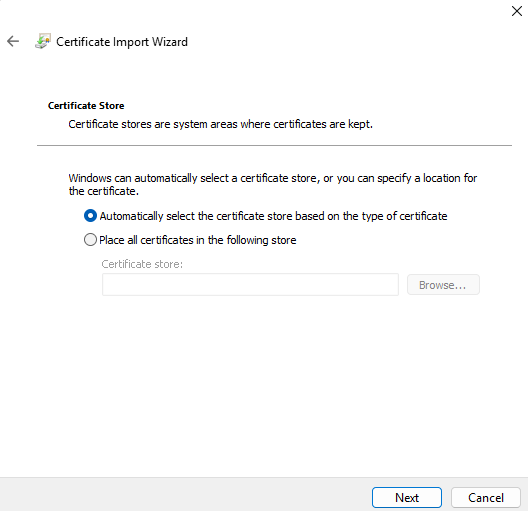 Certificate Import Wizard
Certificate Store
Certificate stores are system areas where certificates are kept.
Windows can automatically select a certificate store, or you can specify a location for
the certificate.
Automatically select the certificate store based on the type of certificate
Place all certificates in the following store
Certificate store:
Browse...
Next
Cancel